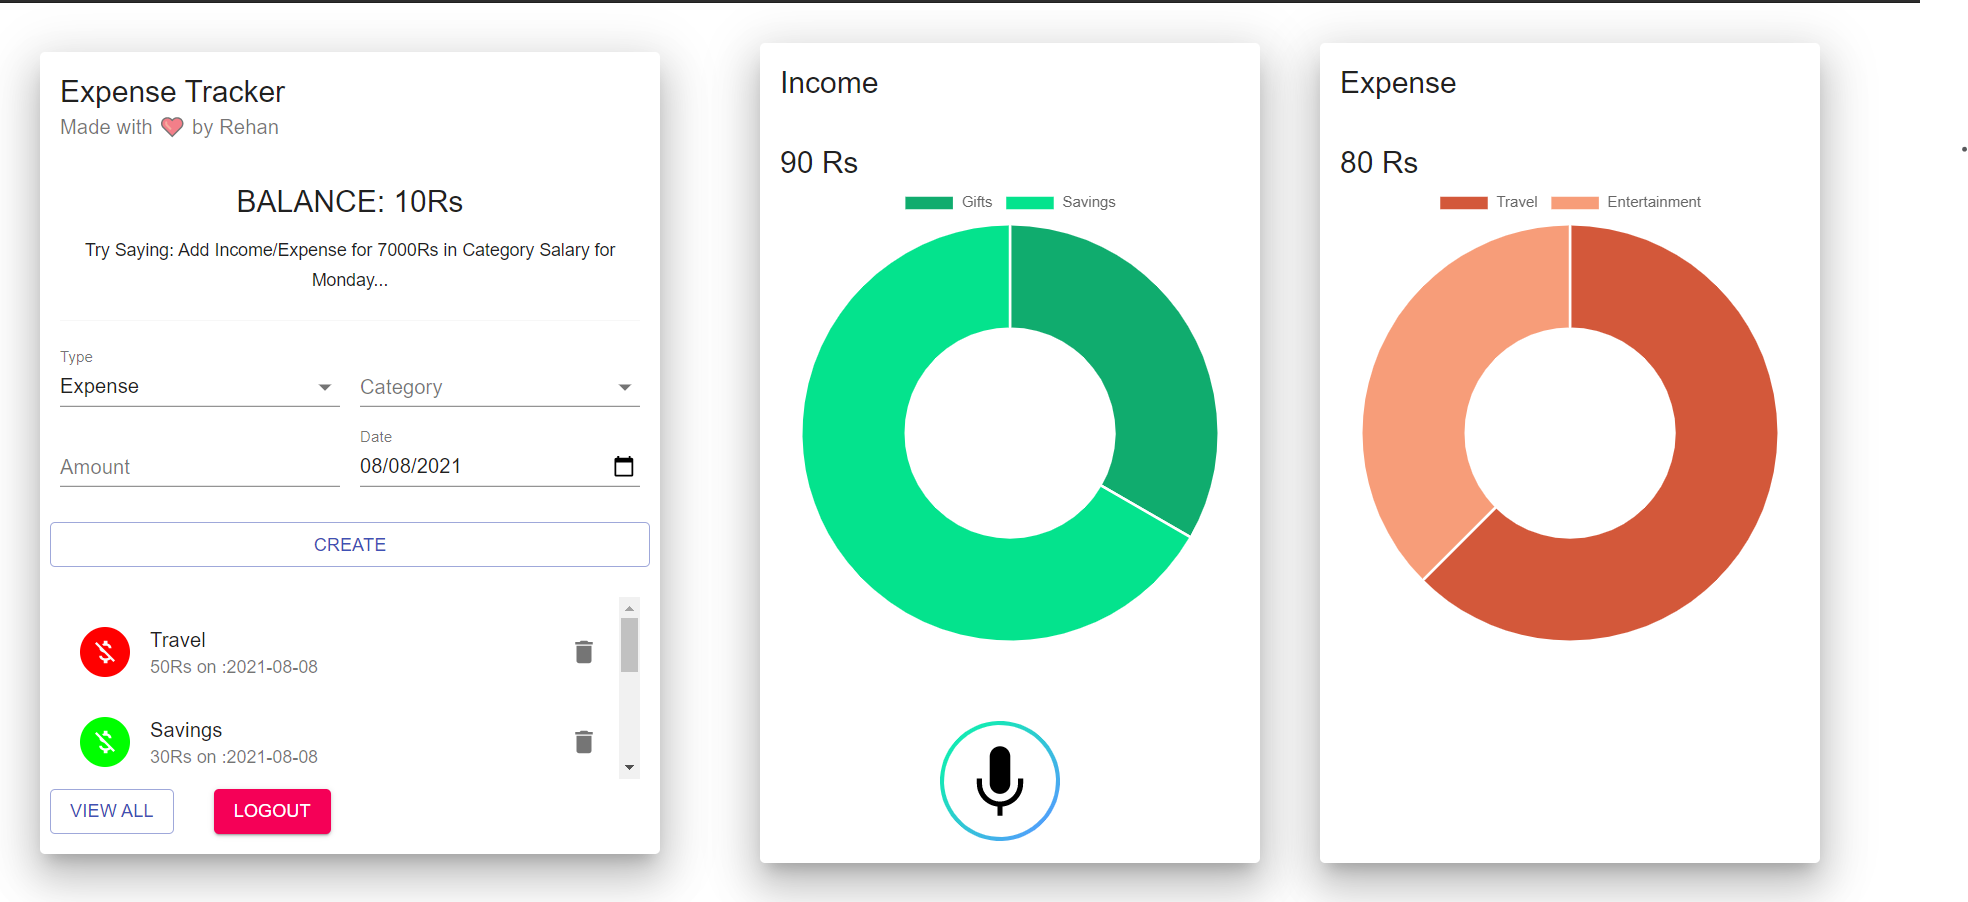 Expense Tracker
Made with ❤ by Rehan
BALANCE: 10Rs
Try Saying: Add Income/Expense for 7000Rs in Category Salary for
Monday...
Type
Expense
Category
Amount
Date
08/08/2021
CREATE
Travel
50Rs on :2021-08-08
Savings
30Rs on :2021-08-08
VIEW ALL
LOGOUT
Income
90 Rs
Gifts
Savings
Expense
80 Rs
Travel
Entertainment